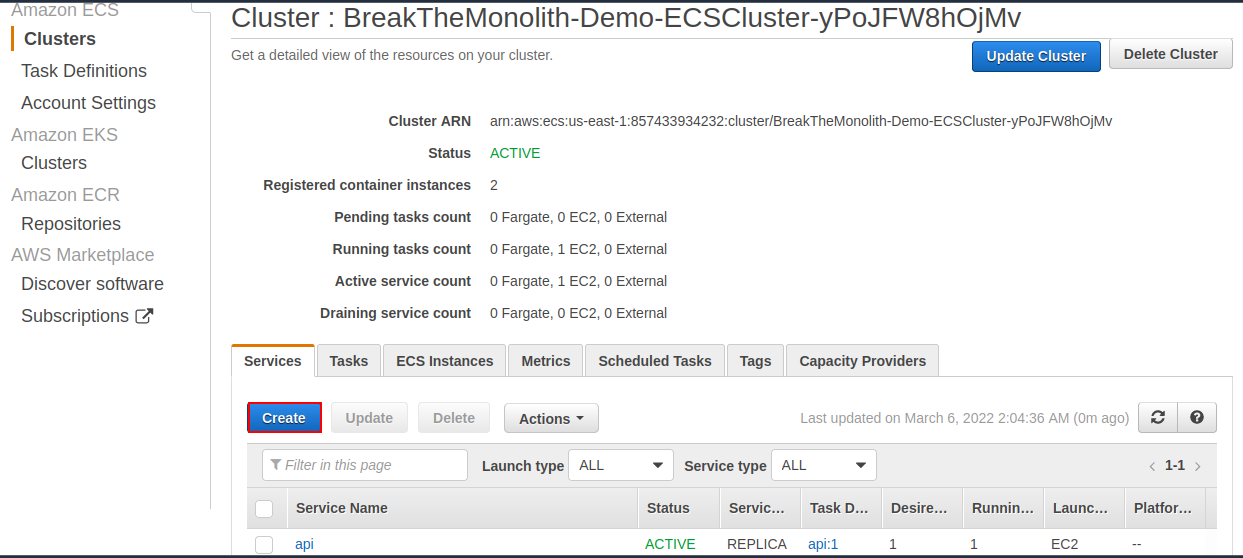 Amazon ECS
Clusters
Task Definitions
Account Settings
Amazon EKS
Clusters
Amazon ECR
Repositories
AWS Marketplace
Discover software
Subscriptions
Cluster : BreakTheMonolith-Demo-ECSCluster-yPoJFW8hOjMv
Get a detailed view of the resources on your cluster.
Update Cluster Delete Cluster
Cluster ARN arn:aws:ecs:us-east-1:857433934232:cluster/BreakTheMonolith-Demo-ECSCluster-yPoJFW8hOjMv
Status ACTIVE
Registered container instances 2
Pending tasks count 0 Fargate, 0 EC2, 0 External
Running tasks count 0 Fargate, 1 EC2, 0 External
Active service count 0 Fargate, 1 EC2, 0 External
Draining service count 0 Fargate, 0 EC2, 0 External
Services Tasks ECS Instances Metrics Scheduled Tasks Tags Capacity Providers
Create Update Delete Actions Last updated on March 6, 2022 2:04:36 AM (0m ago)
Filter in this page Launch type ALL Service type ALL < 1-1 >
Service Name Status Servic... Task D... Desire... Runnin... Launc... Platfor...
api ACTIVE REPLICA api:1 1 1 EC2 --